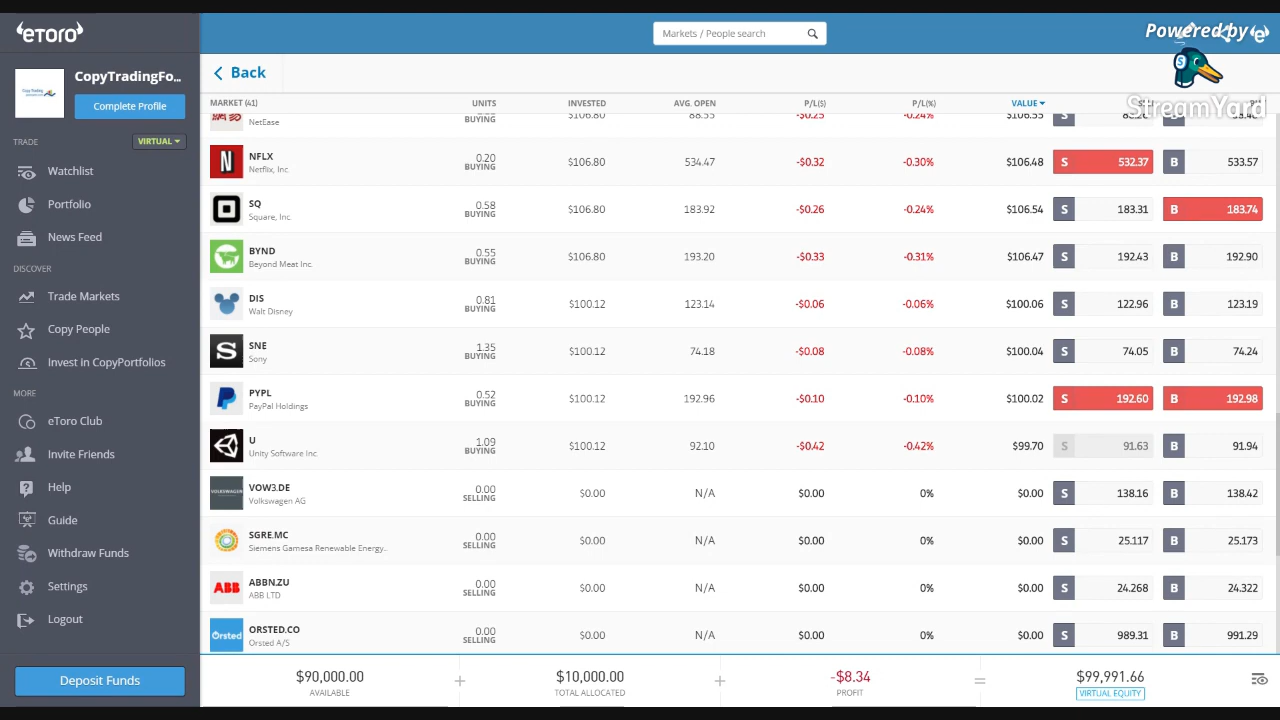 eToro
Markets / People search
Powered by
StreamYard
CopyTradingFo...
Complete Profile
TRADE
VIRTUAL
Watchlist
Portfolio
News Feed
DISCOVER
Trade Markets
Copy People
Invest in CopyPortfolios
MORE
eToro Club
Invite Friends
Help
Guide
Withdraw Funds
Settings
Logout
Deposit Funds
Back
MARKET (41) UNITS INVESTED AVG. OPEN P/L($) P/L(%) VALUE
NetEase BUYING $106.80 88.55 -$0.25 -0.24% $106.55
NFLX Netflix, Inc. 0.20 BUYING $106.80 534.47 -$0.32 -0.30% $106.48 S 532.37 B 533.57
SQ Square, Inc. 0.58 BUYING $106.80 183.92 -$0.26 -0.24% $106.54 S 183.31 B 183.74
BYND Beyond Meat Inc. 0.55 BUYING $106.80 193.20 -$0.33 -0.31% $106.47 S 192.43 B 192.90
DIS Walt Disney 0.81 BUYING $100.12 123.14 -$0.06 -0.06% $100.06 S 122.96 B 123.19
SNE Sony 1.35 BUYING $100.12 74.18 -$0.08 -0.08% $100.04 S 74.05 B 74.24
PYPL PayPal Holdings 0.52 BUYING $100.12 192.96 -$0.10 -0.10% $100.02 S 192.60 B 192.98
U Unity Software Inc. 1.09 BUYING $100.12 92.10 -$0.42 -0.42% $99.70 S 91.63 B 91.94
VOLKSWAGEN VOW3.DE Volkswagen AG 0.00 SELLING $0.00 N/A $0.00 0% $0.00 S 138.16 B 138.42
SGRE.MC Siemens Gamesa Renewable Energy.. 0.00 SELLING $0.00 N/A $0.00 0% $0.00 S 25.117 B 25.173
ABB ABBN.ZU ABB LTD 0.00 SELLING $0.00 N/A $0.00 0% $0.00 S 24.268 B 24.322
Orsted ORSTED.CO Orsted A/S 0.00 SELLING $0.00 N/A $0.00 0% $0.00 S 989.31 B 991.29
$90,000.00 + $10,000.00 + -$8.34 = $99,991.66
AVAILABLE TOTAL ALLOCATED PROFIT VIRTUAL EQUITY